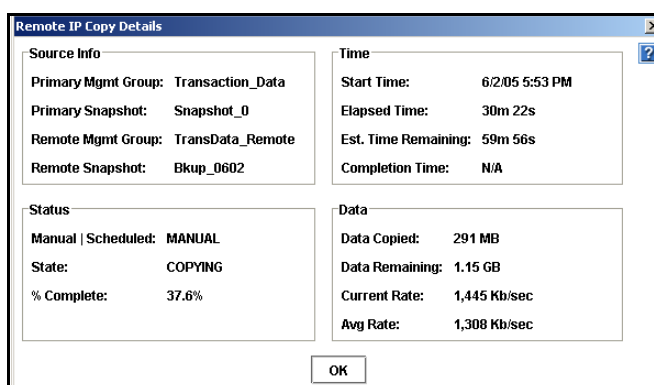 Remote IP Copy Details
Source Info
Primary Mgmt Group: Transaction_Data
Primary Snapshot: Snapshot_0
Remote Mgmt Group: TransData_Remote
Remote Snapshot: Bkup_0602
Time
Start Time: 6/2/05 5:53 PM
Elapsed Time: 30m 22s
Est. Time Remaining: 59m 56s
Completion Time: N/A
Status
Manual | Scheduled: MANUAL
State: COPYING
% Complete: 37.6%
Data
Data Copied: 291 MB
Data Remaining: 1.15 GB
Current Rate: 1,445 Kb/sec
Avg Rate: 1,308 Kb/sec
OK
?